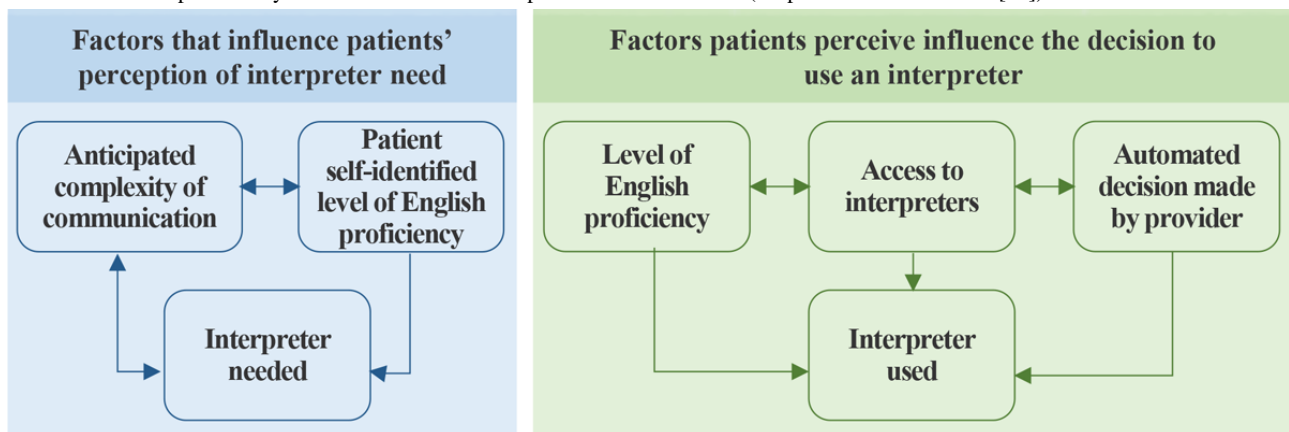 Factors that influence patients’
perception of interpreter need
Anticipated
complexity of
communication
Patient
self-identified
level of English
proficiency
Interpreter
needed
Factors patients perceive influence the decision to
use an interpreter
Level of
English
proficiency
Access to
interpreters
Automated
decision made
by provider
Interpreter
used